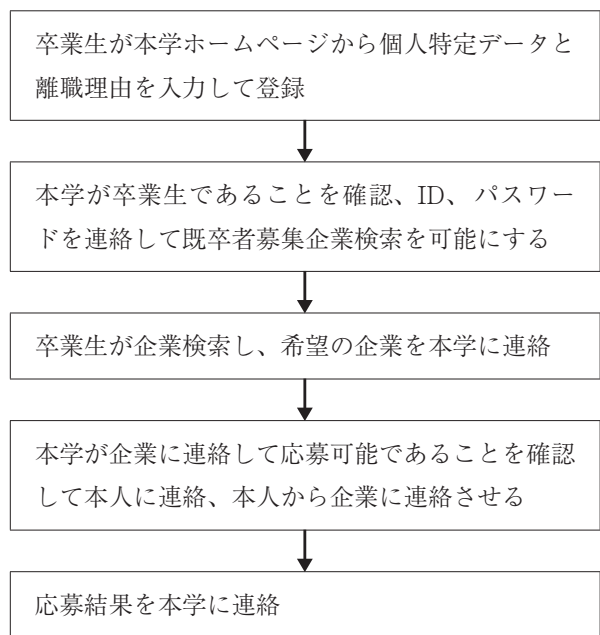 卒業生が本学ホームページから個人特定データと
離職理由を入力して登録
本学が卒業生であることを確認、ID、パスワー
ドを連絡して既卒者募集企業検索を可能にする
卒業生が企業検索し、希望の企業を本学に連絡
本学が企業に連絡して応募可能であることを確認
して本人に連絡、本人から企業に連絡させる
応募結果を本学に連絡